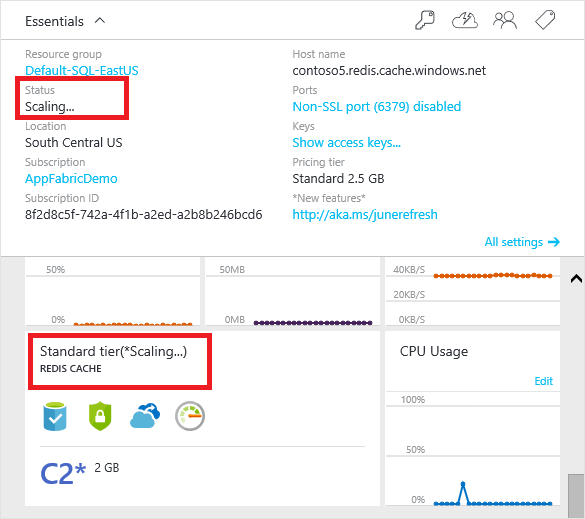 Essentials
Resource group
Default-SQL-EastUS
Status
Scaling...
Location
South Central US
Subscription
AppFabricDemo
Subscription ID
8f2d8c5f-742a-4f1b-a2ed-a2b8b246bcd6
Host name
contoso5.redis.cache.windows.net
Ports
Non-SSL port (6379) disabled
Keys
Show access keys...
Pricing tier
Standard 2.5 GB
*New features*
http://aka.ms/junerefresh
All settings
50%
0%
50MB
0MB
40KB/S
20KB/S
0KB/S
Standard tier(*Scaling...)
REDIS CACHE
C2* 2 GB
CPU Usage
Edit
100%
50%
0%